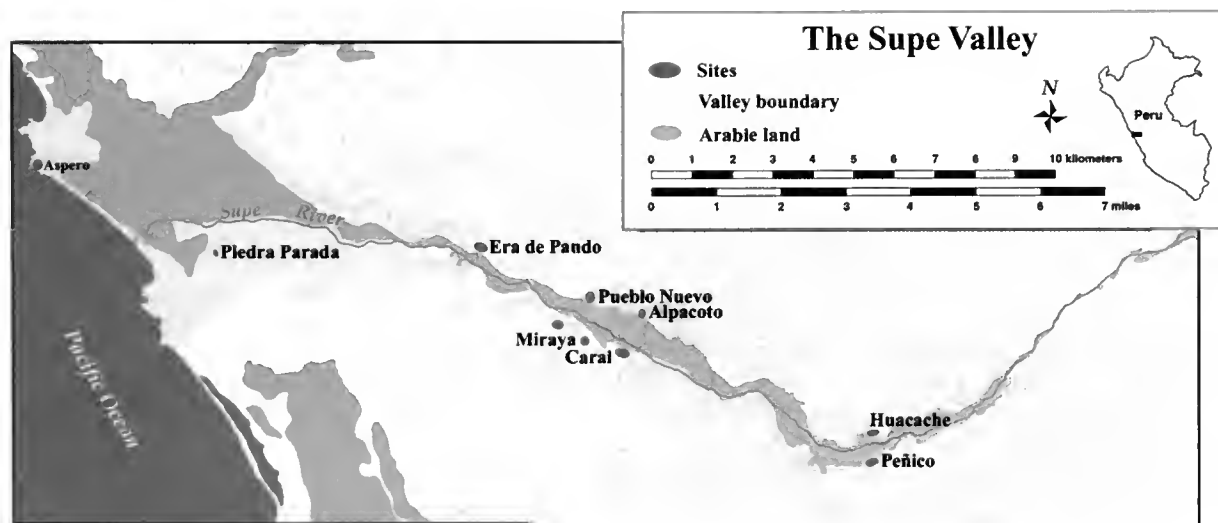 The Supe Valley
Sites
Valley boundary
Arable land
N
Peru
0 1 2 3 4 5 6 7 8 9 10 kilometers
0 1 2 3 4 5 6 7 miles
Aspero
Supe River
Piedra Parada
Era de Pando
Pueblo Nuevo
Alpacoto
Miraya
Caral
Pacific Ocean
Huacache
Peñico